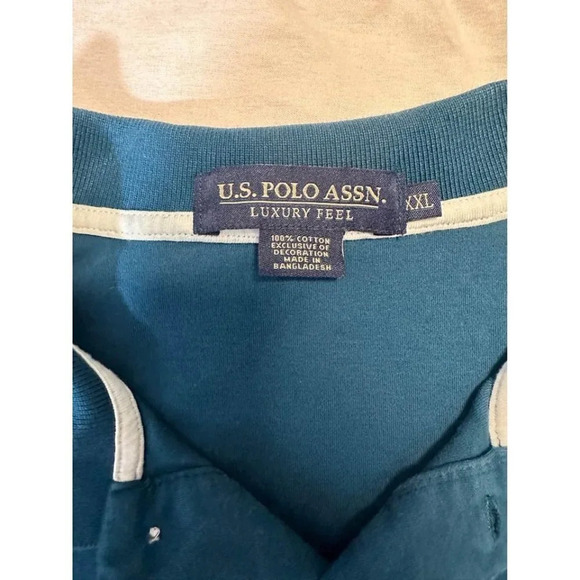 U.S. POLO ASSN.
LUXURY FEEL
XXL
100% COTTON
EXCLUSIVE OF
DECORATION
MADE IN
BANGLADESH